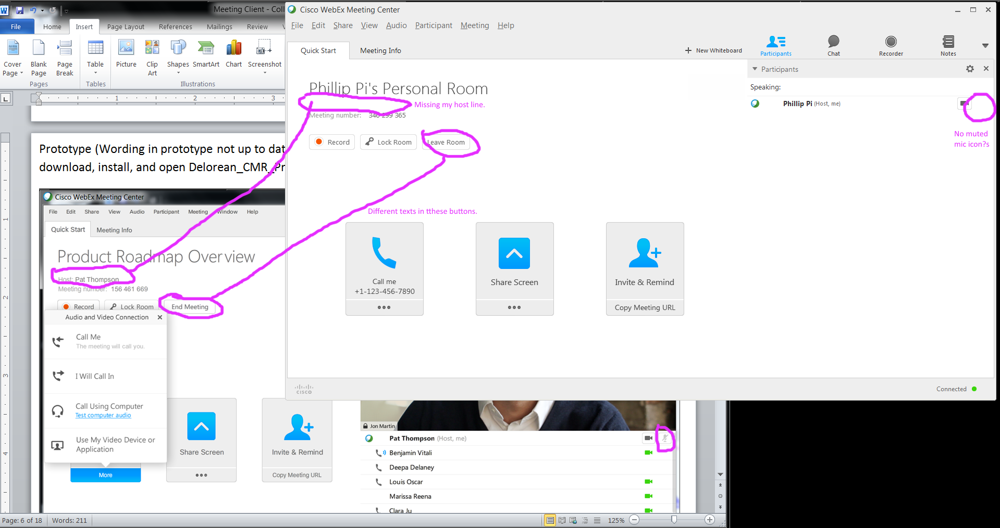 Meeting Client - Coll
File
Home
Insert
Page Layout
References
Mailings
Review
Cover Page
Blank Page
Page Break
Table
Picture
Clip Art
Shapes
SmartArt
Chart
Screenshot
Pages
Tables
Illustrations
1
2
3
Prototype (Wording in prototype not up to dat
download, install, and open Delorean_CMR_Pr
Cisco WebEx Meeting Center
File Edit Share View Audio Participant Meeting Window Help
Quick Start
Meeting Info
Product Roadmap Overview
Host: Pat Thompson
Meeting number: 156 461 669
Record
Lock Room
End Meeting
Audio and Video Connection
Call Me
The meeting will call you.
I Will Call In
Call Using Computer
Test computer audio
Use My Video Device or
Application
More
Share Screen
Invite & Remind
Copy Meeting URL
Jon Martin
Pat Thompson (Host, me)
Benjamin Vitali
Deepa Delaney
Louis Oscar
Marissa Reena
Clara Ju
1
2
3
4
Page: 6 of 18
Words: 211
125%
Cisco WebEx Meeting Center
File Edit Share View Audio Participant Meeting Help
Quick Start
Meeting Info
New Whiteboard
Participants
Chat
Recorder
Notes
Phillip Pi's Personal Room
Missing my host line.
Meeting number: 346 299 365
Record
Lock Room
Leave Room
Different texts in tthese buttons.
Call me
+1-123-456-7890
Share Screen
Invite & Remind
Copy Meeting URL
Participants
Speaking:
Phillip Pi (Host, me)
No muted
mic icon?s
CISCO
Connected